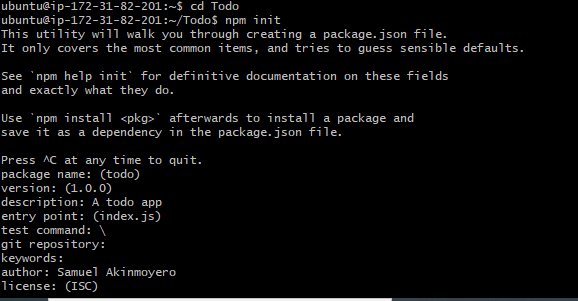 ubuntu@ip-172-31-82-201:~$ cd Todo
ubuntu@ip-172-31-82-201:~/Todo$ npm init
This utility will walk you through creating a package.json file.
It only covers the most common items, and tries to guess sensible defaults.
See `npm help init` for definitive documentation on these fields
and exactly what they do.
Use `npm install <pkg>` afterwards to install a package and
save it as a dependency in the package.json file.
Press ^C at any time to quit.
package name: (todo)
version: (1.0.0)
description: A todo app
entry point: (index.js)
test command: \
git repository:
keywords:
author: Samuel Akinmoyero
license: (ISC)